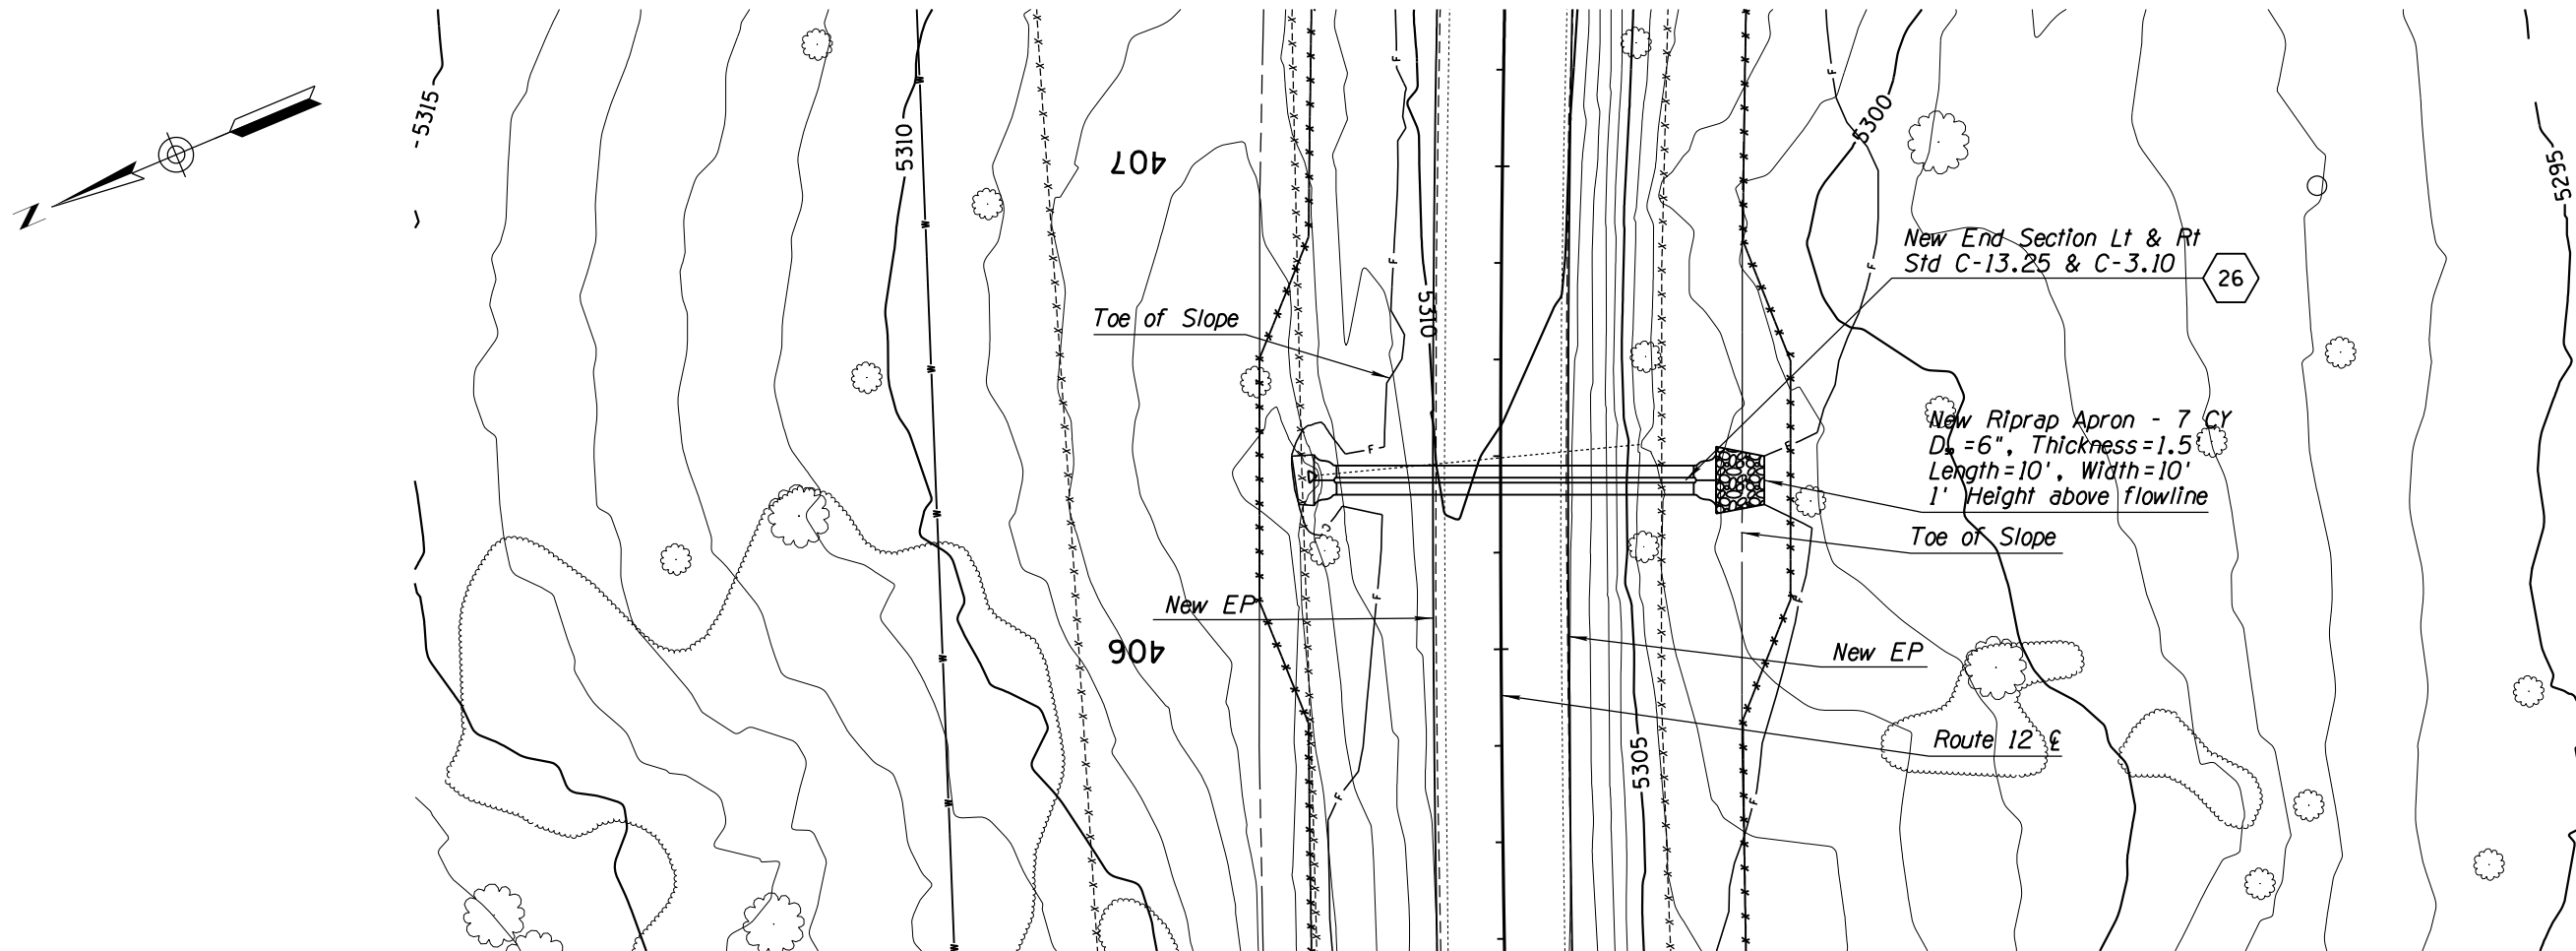 5315
5310
407
5300
5295
N
New End Section Lt & Rt
Std C-13.25 & C-3.10
26
Toe of Slope
5310
New Riprap Apron - 7 CY
D50=6", Thickness=1.5'
Length=10', Width=10'
1' Height above flowline
Toe of Slope
New EP
406
New EP
Route 12 ℄
5305
W
W
W
W
W
W
W
W
F
F
F
F
F
F
F
F
F
F
C